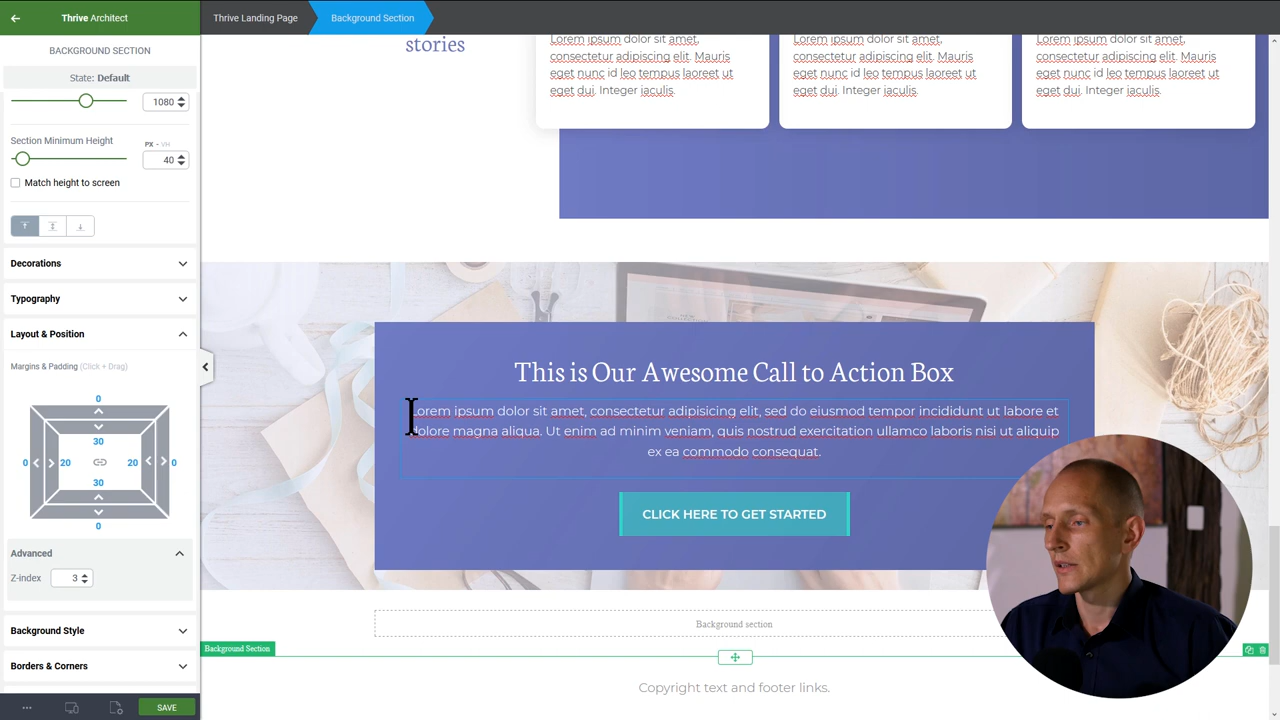 Thrive Architect
Thrive Landing Page
Background Section
BACKGROUND SECTION
State: Default
1080
Section Minimum Height
PX - VH
40
Match height to screen
Decorations
Typography
Layout & Position
Margins & Padding (Click + Drag)
0
30
0 20 20 0
30
0
Advanced
Z-index 3
Background Style
Borders & Corners
SAVE
stories
Lorem ipsum dolor sit amet,
consectetur adipiscing elit. Mauris
eget nunc id leo tempus laoreet ut
eget dui. Integer iaculis.
Lorem ipsum dolor sit amet,
consectetur adipiscing elit. Mauris
eget nunc id leo tempus laoreet ut
eget dui. Integer iaculis.
Lorem ipsum dolor sit amet,
consectetur adipiscing elit. Mauris
eget nunc id leo tempus laoreet ut
eget dui. Integer iaculis.
This is Our Awesome Call to Action Box
Lorem ipsum dolor sit amet, consectetur adipisicing elit, sed do eiusmod tempor incididunt ut labore et
dolore magna aliqua. Ut enim ad minim veniam, quis nostrud exercitation ullamco laboris nisi ut aliquip
ex ea commodo consequat.
CLICK HERE TO GET STARTED
Background section
Background Section
Copyright text and footer links.